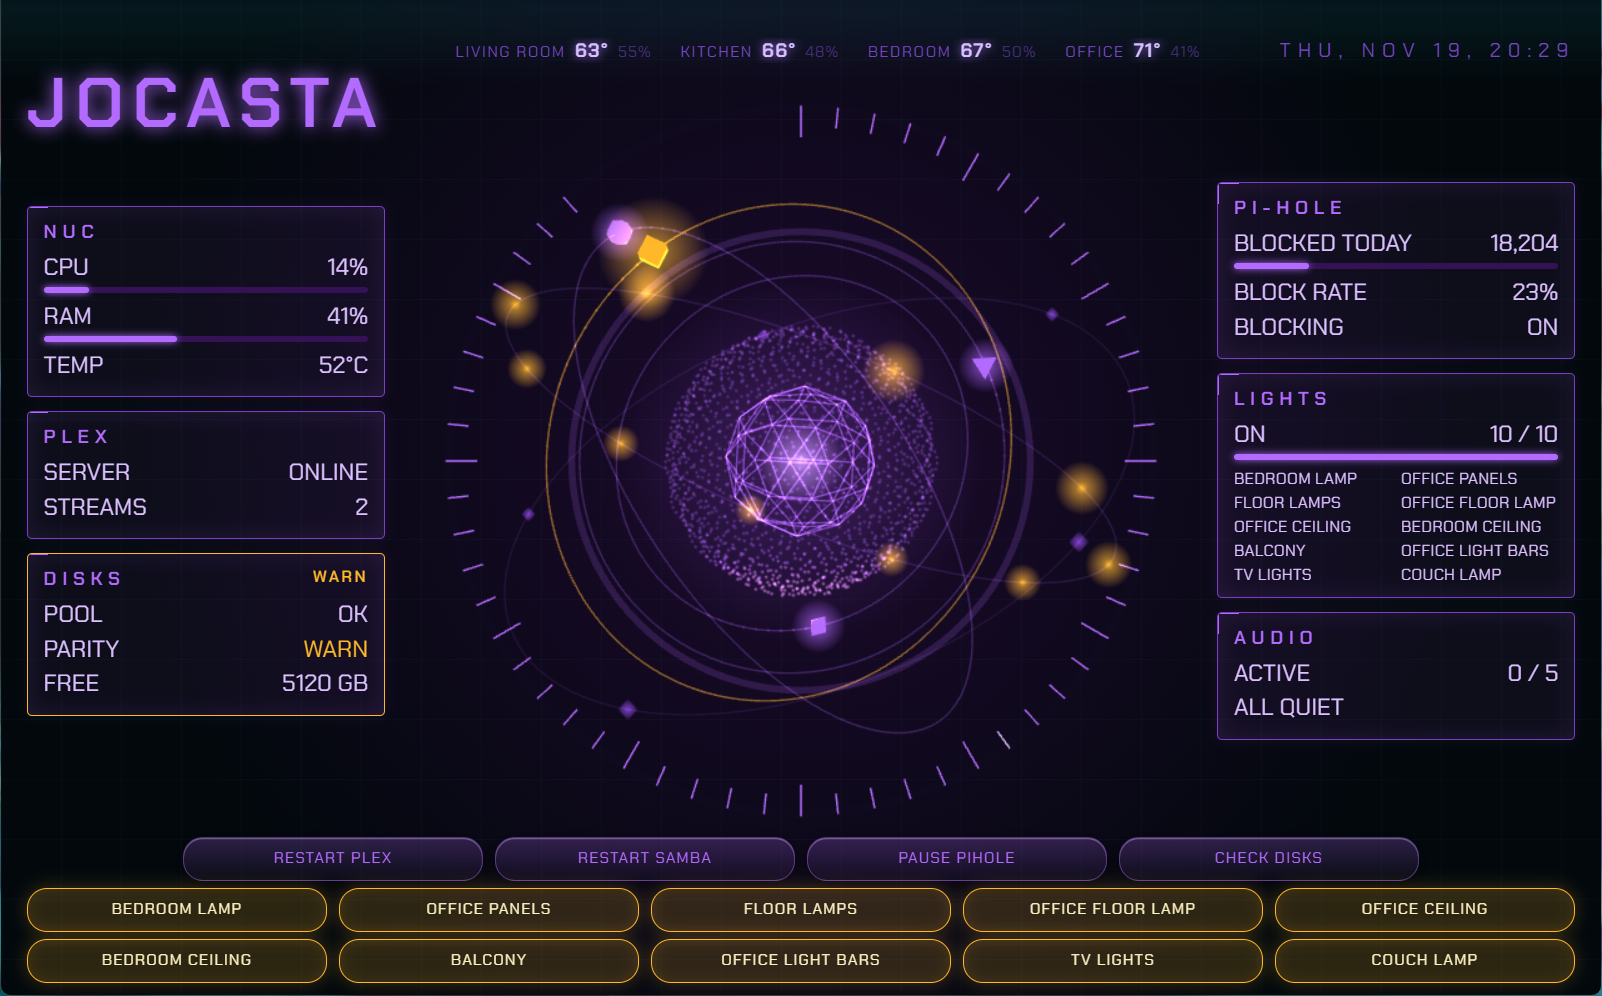 LIVING ROOM 63° 55% KITCHEN 66° 48% BEDROOM 67° 50% OFFICE 71° 41%
THU, NOV 19, 20:29
JOCASTA
NUC
CPU 14%
RAM 41%
TEMP 52°C
PLEX
SERVER ONLINE
STREAMS 2
DISKS WARN
POOL OK
PARITY WARN
FREE 5120 GB
PI-HOLE
BLOCKED TODAY 18,204
BLOCK RATE 23%
BLOCKING ON
LIGHTS
ON 10 / 10
BEDROOM LAMP OFFICE PANELS
FLOOR LAMPS OFFICE FLOOR LAMP
OFFICE CEILING BEDROOM CEILING
BALCONY OFFICE LIGHT BARS
TV LIGHTS COUCH LAMP
AUDIO
ACTIVE 0 / 5
ALL QUIET
RESTART PLEX RESTART SAMBA PAUSE PIHOLE CHECK DISKS
BEDROOM LAMP OFFICE PANELS FLOOR LAMPS OFFICE FLOOR LAMP OFFICE CEILING
BEDROOM CEILING BALCONY OFFICE LIGHT BARS TV LIGHTS COUCH LAMP